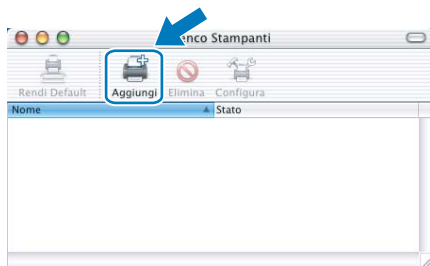 enco Stampanti
Rendi Default Aggiungi Elimina Configura
Nome Stato